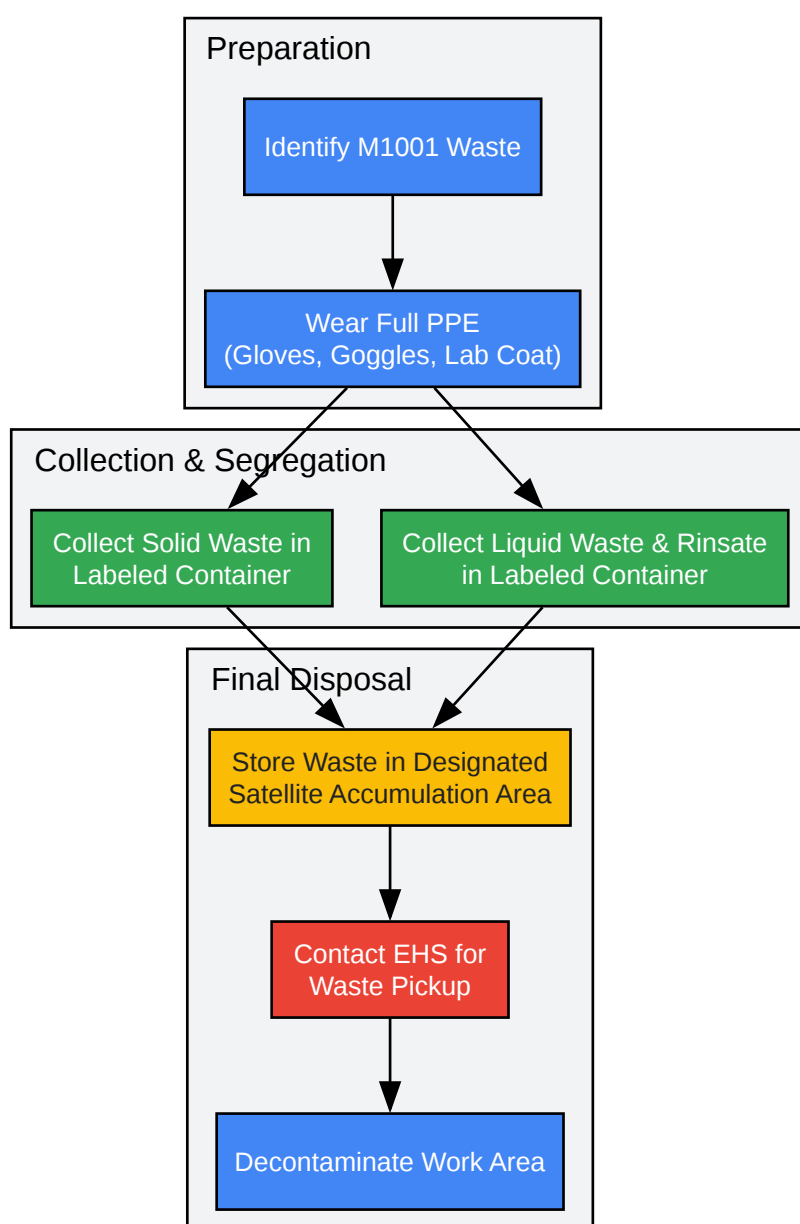 Preparation
Identify M1001 Waste
Wear Full PPE
(Gloves, Goggles, Lab Coat)
Collection & Segregation
Collect Solid Waste in
Labeled Container
Collect Liquid Waste & Rinsate
in Labeled Container
Final Disposal
Store Waste in Designated
Satellite Accumulation Area
Contact EHS for
Waste Pickup
Decontaminate Work Area